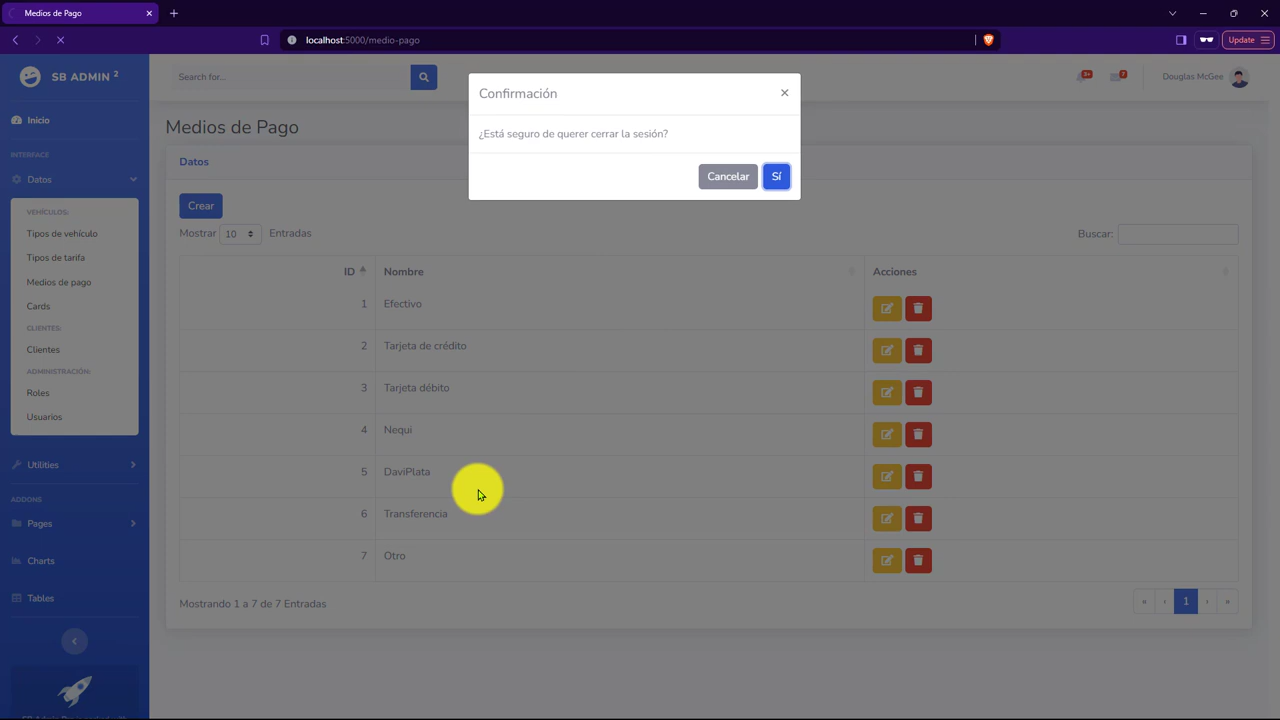 Medios de Pago
localhost:5000/medio-pago
Update
SB ADMIN 2
Search for...
3+
7
Douglas McGee
Confirmación
¿Está seguro de querer cerrar la sesión?
Cancelar
Sí
Inicio
INTERFACE
Datos
VEHÍCULOS:
Tipos de vehículo
Tipos de tarifa
Medios de pago
Cards
CLIENTES:
Clientes
ADMINISTRACIÓN:
Roles
Usuarios
Utilities
ADDONS
Pages
Charts
Tables
Medios de Pago
Datos
Crear
Mostrar 10 Entradas
Buscar:
ID Nombre Acciones
1 Efectivo
2 Tarjeta de crédito
3 Tarjeta débito
4 Nequi
5 DaviPlata
6 Transferencia
7 Otro
Mostrando 1 a 7 de 7 Entradas
« ‹ 1 › »